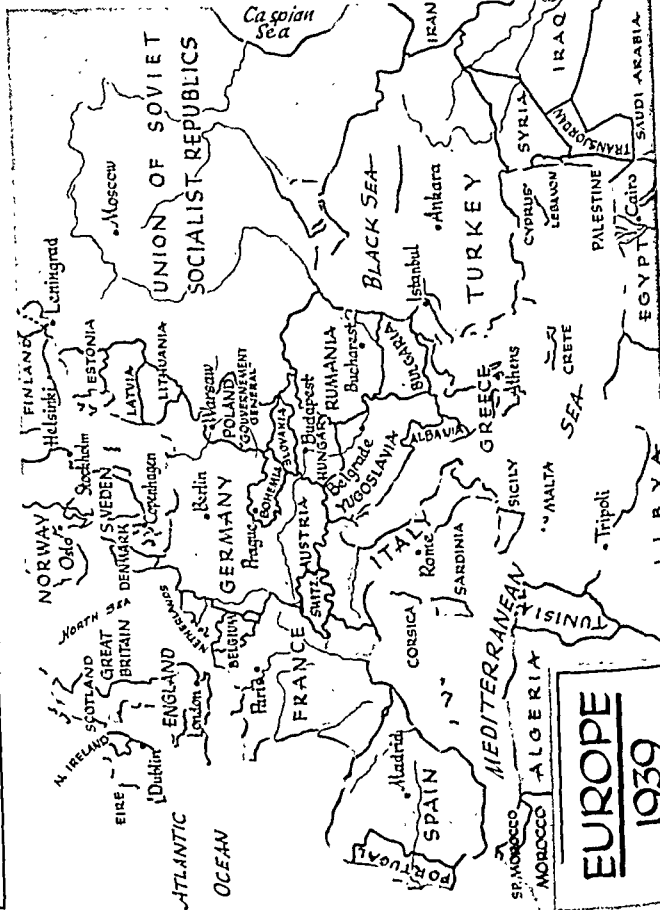 Caspian
Sea
IRAN
IRAQ
SAUDI ARABIA
UNION OF SOVIET
SOCIALIST REPUBLICS
Moscow
Leningrad
BLACK SEA
Ankara
TURKEY
Istanbul
SYRIA
TRANSJORDAN
CYPRUS
LEBANON
PALESTINE
Cairo
EGYPT
FINLAND
Helsinki
ESTONIA
LATVIA
LITHUANIA
Warsaw
POLAND
GOUVERNEMENT
GENERAL
SLOVAKIA
Budapest
HUNGARY
RUMANIA
Bucharest
BULGARIA
Belgrade
YUGOSLAVIA
ALBANIA
GREECE
Athens
CRETE
SEA
NORWAY
Oslo
Stockholm
SWEDEN
DENMARK
Copenhagen
Berlin
GERMANY
Prague
BOHEMIA
AUSTRIA
SWITZ
ITALY
Rome
SARDINIA
CORSICA
SICILY
MALTA
Tripoli
LIBYA
NORTH SEA
NETHERLANDS
BELGIUM
SCOTLAND
GREAT
BRITAIN
ENGLAND
London
N. IRELAND
EIRE
Dublin
Paris
FRANCE
MEDITERRANEAN
TUNISI
ALGERIA
ATLANTIC
OCEAN
Madrid
SPAIN
PORTUGAL
SP. MOROCCO
MOROCCO
EUROPE
1939